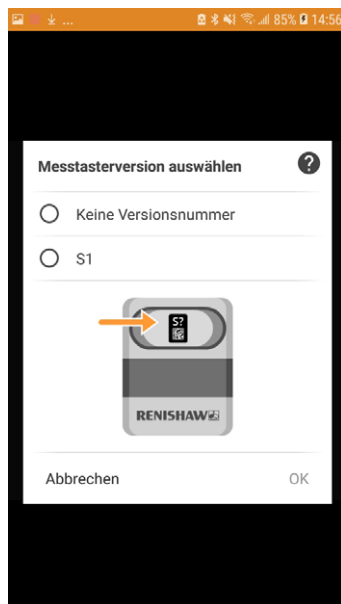 ... 85% 14:56
Messtasterversion auswählen ?
Keine Versionsnummer
S1
S?
RENISHAW
Abbrechen OK